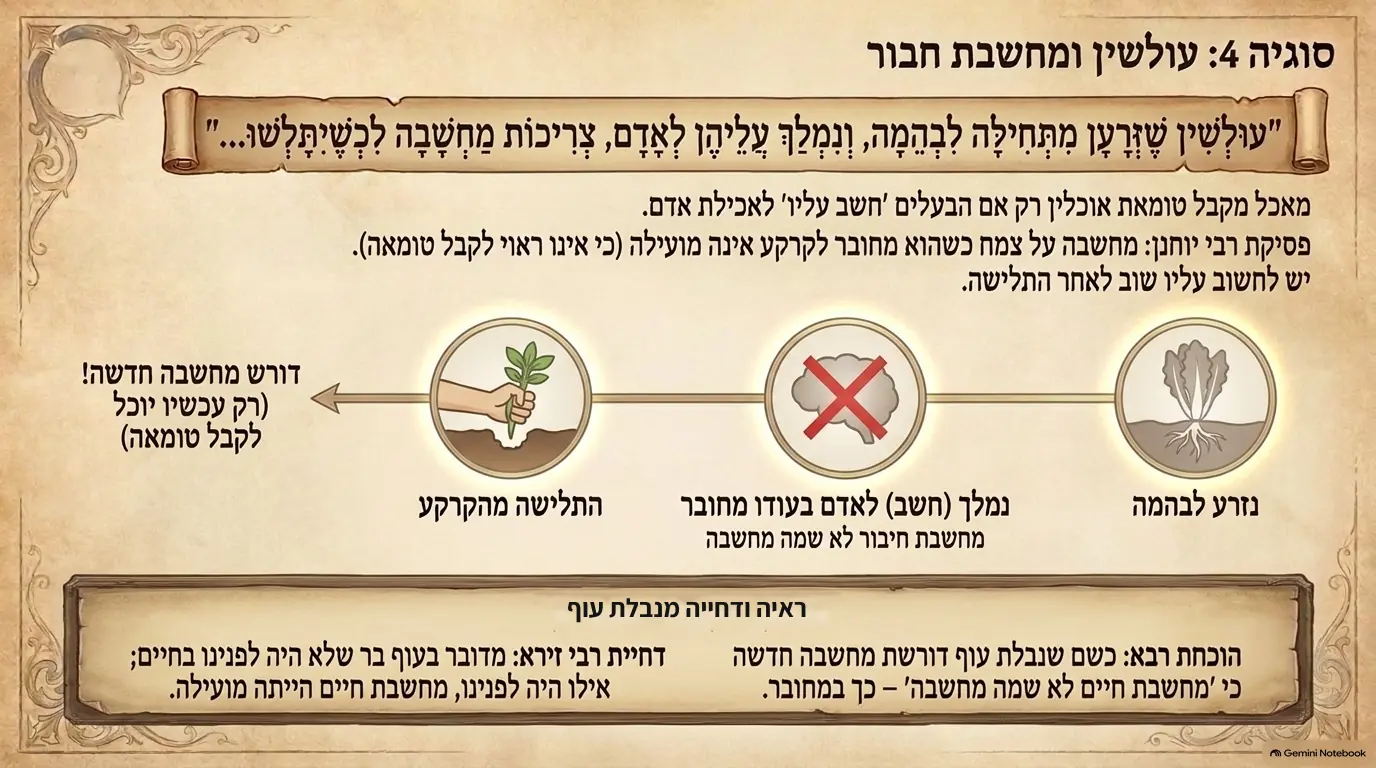 סוגיה 4: עולשין ומחשבת חבור
"עוּלְשִׁין שֶׁזְּרָעָן מִתְּחִילָּה לִבְהֵמָה, וְנִמְלַךְ עֲלֵיהֶן לְאָדָם, צְרִיכוֹת מַחְשָׁבָה לִכְשֶׁיִּתָּלְשׁוּ..."
מאכל מקבל טומאת אוכלין רק אם הבעלים 'חשב עליו' לאכילת אדם.
פסיקת רבי יוחנן: מחשבה על צמח כשהוא מחובר לקרקע אינה מועילה (כי אינו ראוי לקבל טומאה).
יש לחשוב עליו שוב לאחר התלישה.
נזרע לבהמה
נמלך (חשב) לאדם בעודו מחובר
מחשבת חיבור לא שמה מחשבה
התלישה מהקרקע
דורש מחשבה חדשה!
(רק עכשיו יוכל
לקבל טומאה)
ראיה ודחייה מנבלת עוף
הוכחת רבא: כשם שנבלת עוף דורשת מחשבה חדשה
כי 'מחשבת חיים לא שמה מחשבה' – כך במחובר.
דחיית רבי זירא: מדובר בעוף בר שלא היה לפנינו בחיים;
אילו היה לפנינו, מחשבת חיים הייתה מועילה.
Gemini Notebook